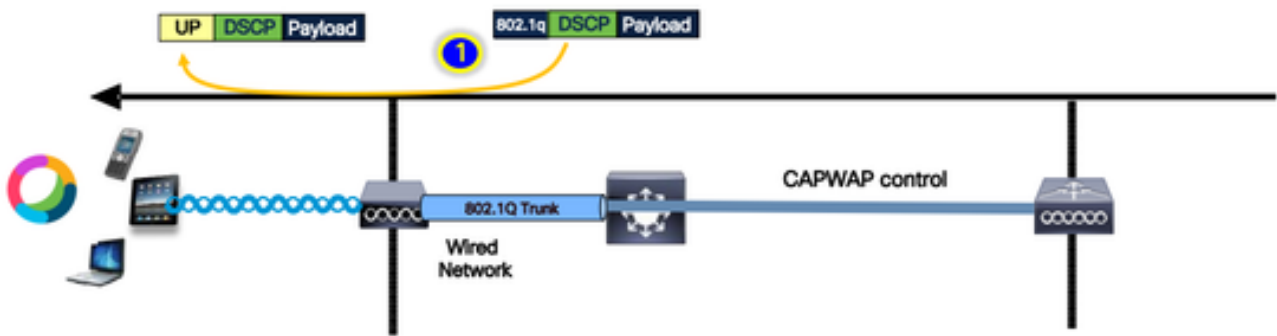 UP DSCP Payload
802.1q DSCP Payload
1
CAPWAP control
802.1Q Trunk
Wired
Network